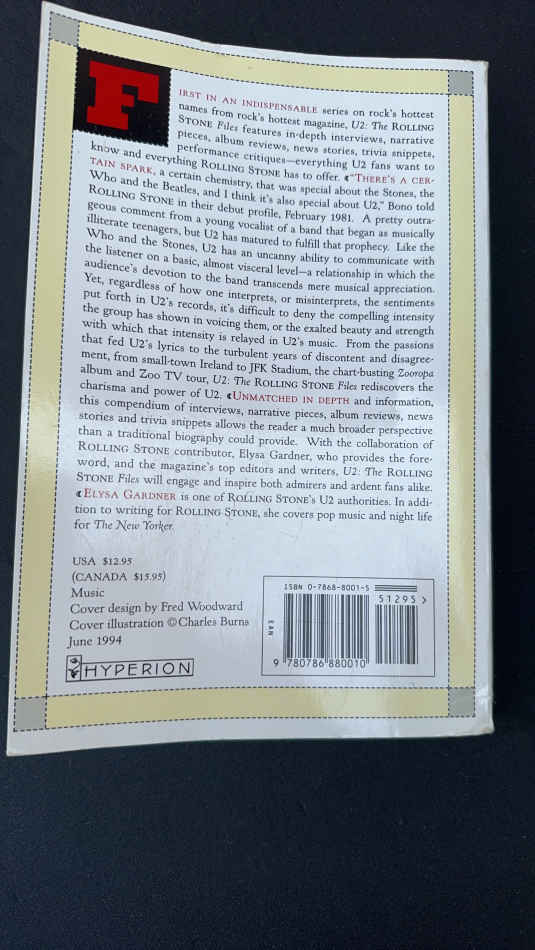 F
IRST IN AN INDISPENSABLE series on rock's hottest
names from rock's hottest magazine, U2: The ROLLING
STONE Files features in-depth interviews, narrative
pieces, album reviews, news stories, trivia snippets,
performance critiques—everything U2 fans want to
know and everything ROLLING STONE has to offer. "THERE'S A CER-
TAIN SPARK, a certain chemistry, that was special about the Stones, the
Who and the Beatles, and I think it's also special about U2," Bono told
ROLLING STONE in their debut profile, February 1981. A pretty outra-
geous comment from a young vocalist of a band that began as musically
illiterate teenagers, but U2 has matured to fulfill that prophecy. Like the
Who and the Stones, U2 has an uncanny ability to communicate with
the listener on a basic, almost visceral level—a relationship in which the
audience's devotion to the band transcends mere musical appreciation.
Yet, regardless of how one interprets, or misinterprets, the sentiments
put forth in U2's records, it's difficult to deny the compelling intensity
the group has shown in voicing them, or the exalted beauty and strength
with which that intensity is relayed in U2's music. From the passions
that fed U2's lyrics to the turbulent years of discontent and disagree-
ment, from small-town Ireland to JFK Stadium, the chart-busting Zooropa
album and Zoo TV tour, U2: The ROLLING STONE Files rediscovers the
charisma and power of U2. UNMATCHED IN DEPTH and information,
this compendium of interviews, narrative pieces, album reviews, news
stories and trivia snippets allows the reader a much broader perspective
than a traditional biography could provide. With the collaboration of
ROLLING STONE contributor, Elysa Gardner, who provides the fore-
word, and the magazine's top editors and writers, U2: The ROLLING
STONE Files will engage and inspire both admirers and ardent fans alike.
ELYSA GARDNER is one of ROLLING STONE'S U2 authorities. In addi-
tion to writing for ROLLING STONE, she covers pop music and night life
for The New Yorker.
USA $12.95
(CANADA $15.95)
Music
Cover design by Fred Woodward
Cover illustration © Charles Burns
June 1994
HYPERION
ISBN 0-7868-8001-5
51295 >
EAN
9 780786 880010